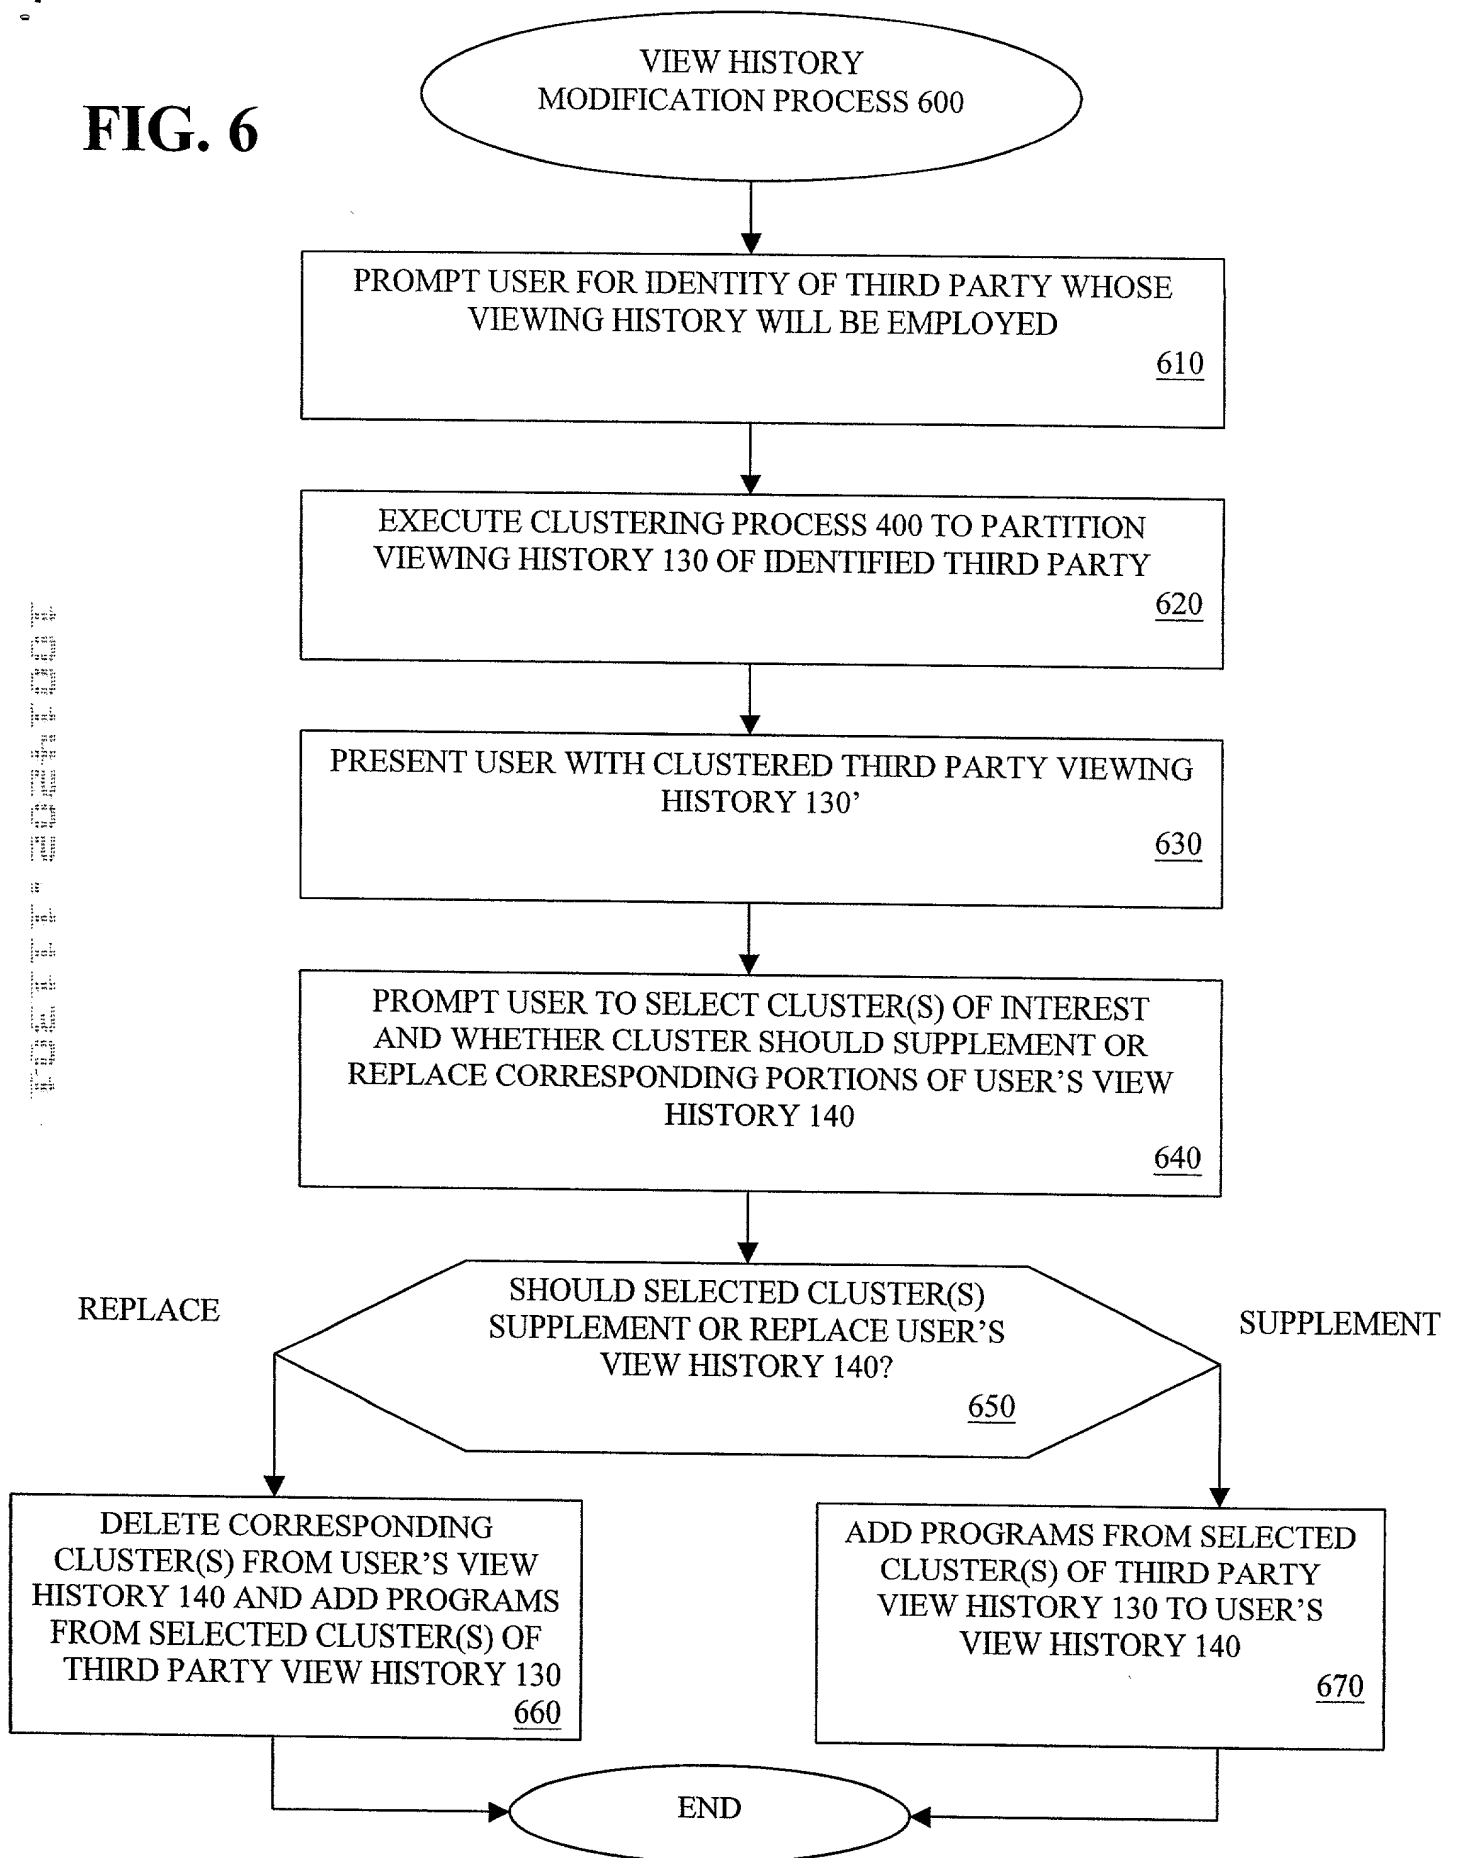 FIG. 6
VIEW HISTORY
MODIFICATION PROCESS 600
PROMPT USER FOR IDENTITY OF THIRD PARTY WHOSE
VIEWING HISTORY WILL BE EMPLOYED
610
EXECUTE CLUSTERING PROCESS 400 TO PARTITION
VIEWING HISTORY 130 OF IDENTIFIED THIRD PARTY
620
PRESENT USER WITH CLUSTERED THIRD PARTY VIEWING
HISTORY 130’
630
PROMPT USER TO SELECT CLUSTER(S) OF INTEREST
AND WHETHER CLUSTER SHOULD SUPPLEMENT OR
REPLACE CORRESPONDING PORTIONS OF USER’S VIEW
HISTORY 140
640
REPLACE
SHOULD SELECTED CLUSTER(S)
SUPPLEMENT OR REPLACE USER’S
VIEW HISTORY 140?
650
SUPPLEMENT
DELETE CORRESPONDING
CLUSTER(S) FROM USER’S VIEW
HISTORY 140 AND ADD PROGRAMS
FROM SELECTED CLUSTER(S) OF
THIRD PARTY VIEW HISTORY 130
660
ADD PROGRAMS FROM SELECTED
CLUSTER(S) OF THIRD PARTY
VIEW HISTORY 130 TO USER’S
VIEW HISTORY 140
670
END